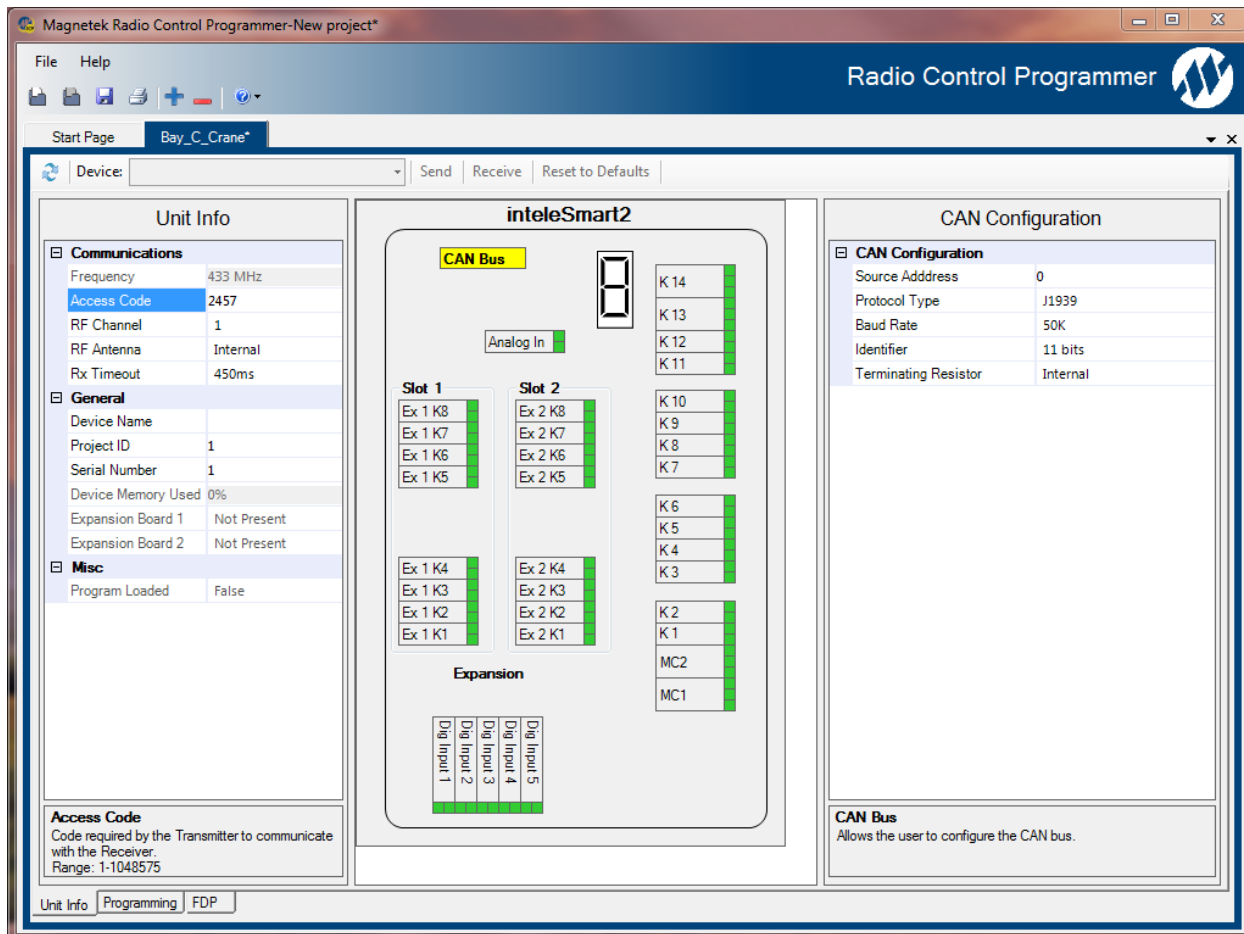 Magnetek Radio Control Programmer-New project*
File Help
Radio Control Programmer
Start Page Bay_C_Crane*
Device: Send Receive Reset to Defaults
Unit Info
Communications
Frequency 433 MHz
Access Code 2457
RF Channel 1
RF Antenna Internal
Rx Timeout 450ms
General
Device Name
Project ID 1
Serial Number 1
Device Memory Used 0%
Expansion Board 1 Not Present
Expansion Board 2 Not Present
Misc
Program Loaded False
Access Code
Code required by the Transmitter to communicate
with the Receiver.
Range: 1-1048575
inteleSmart2
CAN Bus
Analog In
K 14
K 13
K 12
K 11
K 10
K 9
K 8
K 7
K 6
K 5
K 4
K 3
K 2
K 1
MC2
MC1
Slot 1
Ex 1 K8
Ex 1 K7
Ex 1 K6
Ex 1 K5
Ex 1 K4
Ex 1 K3
Ex 1 K2
Ex 1 K1
Slot 2
Ex 2 K8
Ex 2 K7
Ex 2 K6
Ex 2 K5
Ex 2 K4
Ex 2 K3
Ex 2 K2
Ex 2 K1
Expansion
Dig Input 1
Dig Input 2
Dig Input 3
Dig Input 4
Dig Input 5
CAN Configuration
CAN Configuration
Source Adddress 0
Protocol Type J1939
Baud Rate 50K
Identifier 11 bits
Terminating Resistor Internal
CAN Bus
Allows the user to configure the CAN bus.
Unit Info Programming FDP